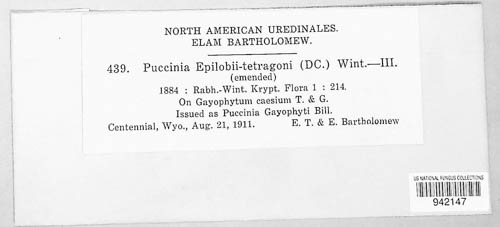 NORTH AMERICAN UREDINALES.
ELAM BARTHOLOMEW.
439. Puccinia Epilobii-tetragoni (DC.) Wint.—III.
(emended)
1884 : Rabh.-Wint. Krypt. Flora 1 : 214.
On Gayophytum caesium T. & G.
Issued as Puccinia Gayophyti Bill.
Centennial, Wyo., Aug. 21, 1911. E. T. & E. Bartholomew
US NATIONAL FUNGUS COLLECTIONS
942147